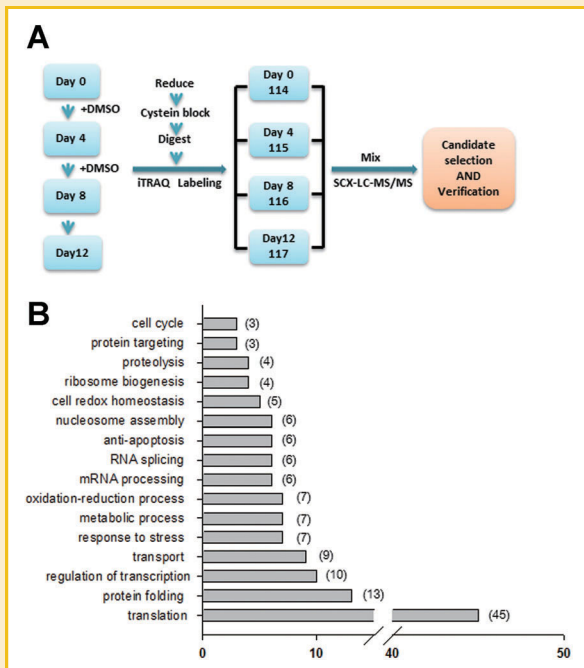 A
Day 0
+DMSO
Day 4
+DMSO
Day 8
Day12
Reduce
Cystein block
Digest
iTRAQ Labeling
Day 0
114
Day 4
115
Day 8
116
Day12
117
Mix
SCX-LC-MS/MS
Candidate
selection
AND
Verification
B
cell cycle (3)
protein targeting (3)
proteolysis (4)
ribosome biogenesis (4)
cell redox homeostasis (5)
nucleosome assembly (6)
anti-apoptosis (6)
RNA splicing (6)
mRNA processing (6)
oxidation-reduction process (7)
metabolic process (7)
response to stress (7)
transport (9)
regulation of transcription (10)
protein folding (13)
translation (45)
0 10 40 50